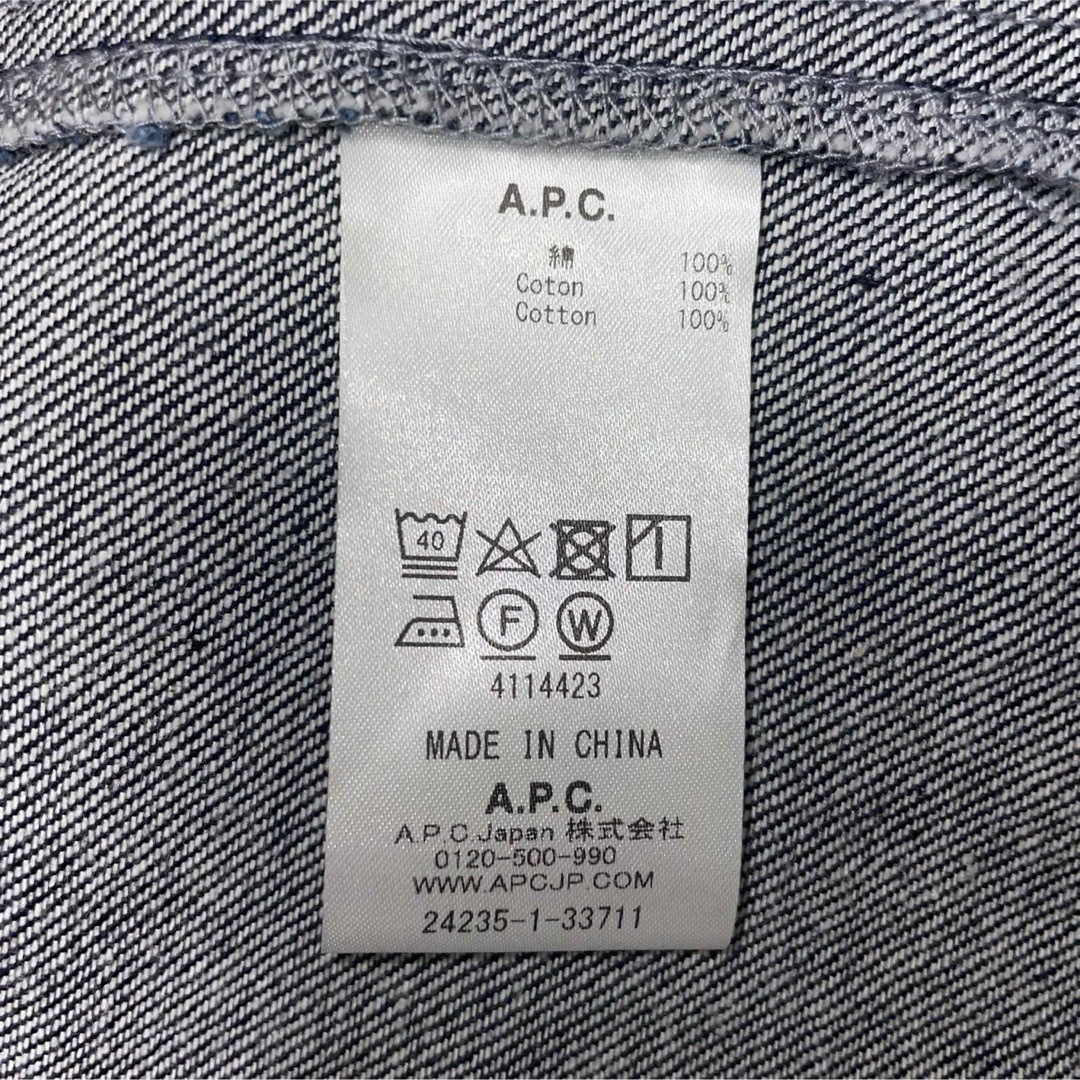 A.P.C.
綿 100%
Coton 100%
Cotton 100%
40
F W
4114423
MADE IN CHINA
A.P.C.
A.P.C.Japan 株式会社
0120-500-990
WWW.APCJP.COM
24235-1-33711